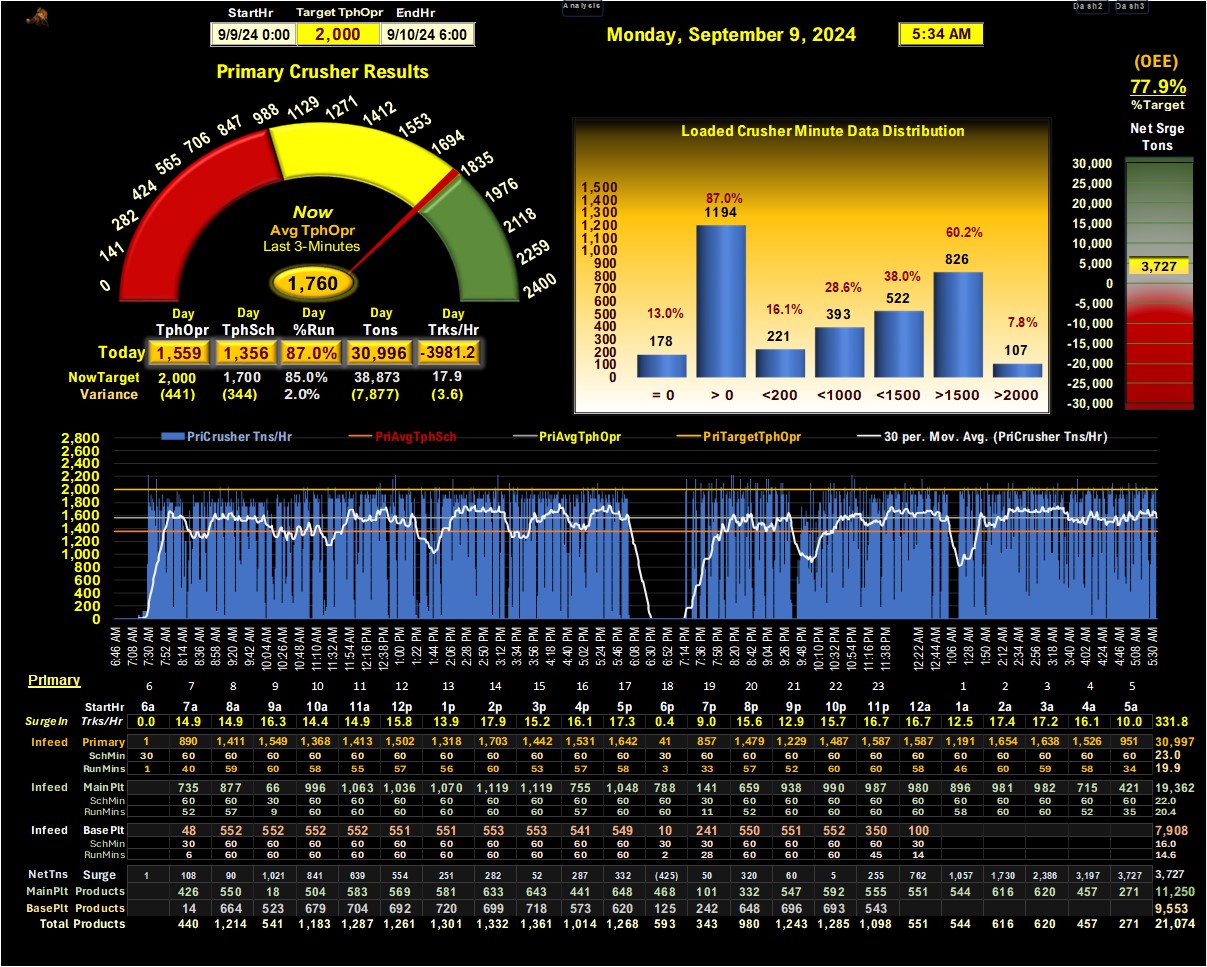 Analysis Dash2 Dash3
StartHr Target TphOpr EndHr
9/9/24 0:00 2,000 9/10/24 6:00
Monday, September 9, 2024 5:34 AM
(OEE)
77.9%
%Target
Net Srge
Tons
30,000
25,000
20,000
15,000
10,000
5,000
3,727
0
-5,000
-10,000
-15,000
-20,000
-25,000
-30,000
Primary Crusher Results
0 141 282 424 565 706 847 988 1129 1271 1412 1553 1694 1835 1976 2118 2259 2400
Now
Avg TphOpr
Last 3-Minutes
1,760
Day Day Day Day Day
TphOpr TphSch %Run Tons Trks/Hr
Today 1,559 1,356 87.0% 30,996 -3981.2
NowTarget 2,000 1,700 85.0% 38,873 17.9
Variance (441) (344) 2.0% (7,877) (3.6)
Loaded Crusher Minute Data Distribution
1,500
1,400
1,300
1,200
1,100
1,000
900
800
700
600
500
400
300
200
100
0
13.0% 87.0% 16.1% 28.6% 38.0% 60.2% 7.8%
178 1194 221 393 522 826 107
= 0 > 0 <200 <1000 <1500 >1500 >2000
PriCrusher Tns/Hr PriAvgTphSch PriAvgTphOpr PriTargetTphOpr 30 per. Mov. Avg. (PriCrusher Tns/Hr)
2,800
2,600
2,400
2,200
2,000
1,800
1,600
1,400
1,200
1,000
800
600
400
200
0
6:46 AM 7:08 AM 7:30 AM 7:52 AM 8:14 AM 8:36 AM 8:58 AM 9:20 AM 9:42 AM 10:04 AM 10:26 AM 10:48 AM 11:10 AM 11:32 AM 11:54 AM 12:16 PM 12:38 PM 1:00 PM 1:22 PM 1:44 PM 2:06 PM 2:28 PM 2:50 PM 3:12 PM 3:34 PM 3:56 PM 4:18 PM 4:40 PM 5:02 PM 5:24 PM 5:46 PM 6:08 PM 6:30 PM 6:52 PM 7:14 PM 7:36 PM 7:58 PM 8:20 PM 8:42 PM 9:04 PM 9:26 PM 9:48 PM 10:10 PM 10:32 PM 10:54 PM 11:16 PM 11:38 PM 12:22 AM 12:44 AM 1:06 AM 1:28 AM 1:50 AM 2:12 AM 2:34 AM 2:56 AM 3:18 AM 3:40 AM 4:02 AM 4:24 AM 4:46 AM 5:08 AM 5:30 AM
Primary
6 7 8 9 10 11 12 13 14 15 16 17 18 19 20 21 22 23 1 2 3 4 5
StartHr 6a 7a 8a 9a 10a 11a 12p 1p 2p 3p 4p 5p 6p 7p 8p 9p 10p 11p 12a 1a 2a 3a 4a 5a
SurgeIn Trks/Hr 0.0 14.9 14.9 16.3 14.4 14.9 15.8 13.9 17.9 15.2 16.1 17.3 0.4 9.0 15.6 12.9 15.7 16.7 16.7 12.5 17.4 17.2 16.1 10.0 331.8
Infeed Primary 1 890 1,411 1,549 1,368 1,413 1,502 1,318 1,703 1,442 1,531 1,642 41 857 1,479 1,229 1,487 1,587 1,587 1,191 1,654 1,638 1,526 951 30,997
SchMin 30 60 60 60 60 60 60 60 60 60 60 60 30 60 60 60 60 60 60 60 60 60 60 60 23.0
RunMins 1 40 59 60 58 55 57 56 60 53 57 58 3 33 57 52 60 60 58 46 60 59 58 34 19.9
Infeed MainPlt 735 877 66 996 1,063 1,036 1,070 1,119 1,119 755 1,048 788 141 659 938 990 987 980 896 981 982 715 421 19,362
SchMin 60 60 30 60 60 60 60 60 60 60 60 60 30 60 60 60 60 60 60 60 60 60 60 22.0
RunMins 52 57 9 60 60 60 60 60 60 57 60 60 11 52 60 60 60 60 58 60 60 52 35 20.4
Infeed BasePlt 48 552 552 552 552 551 551 553 553 541 549 10 241 550 551 552 350 100 7,908
SchMin 30 60 60 60 60 60 60 60 60 60 60 30 30 60 60 60 60 30 16.0
RunMins 6 60 60 60 60 60 60 60 60 60 60 2 28 60 60 60 45 14 14.6
NetTns Surge 1 108 90 1,021 841 639 554 251 282 52 287 332 (425) 50 320 60 5 255 762 1,057 1,730 2,386 3,197 3,727 3,727
MainPlt Products 426 550 18 504 583 569 581 633 643 441 648 468 101 332 547 592 555 551 544 616 620 457 271 11,250
BasePlt Products 14 664 523 679 704 692 720 699 718 573 620 125 242 648 696 693 543 9,553
Total Products 440 1,214 541 1,183 1,287 1,261 1,301 1,332 1,361 1,014 1,268 593 343 980 1,243 1,285 1,098 551 544 616 620 457 271 21,074